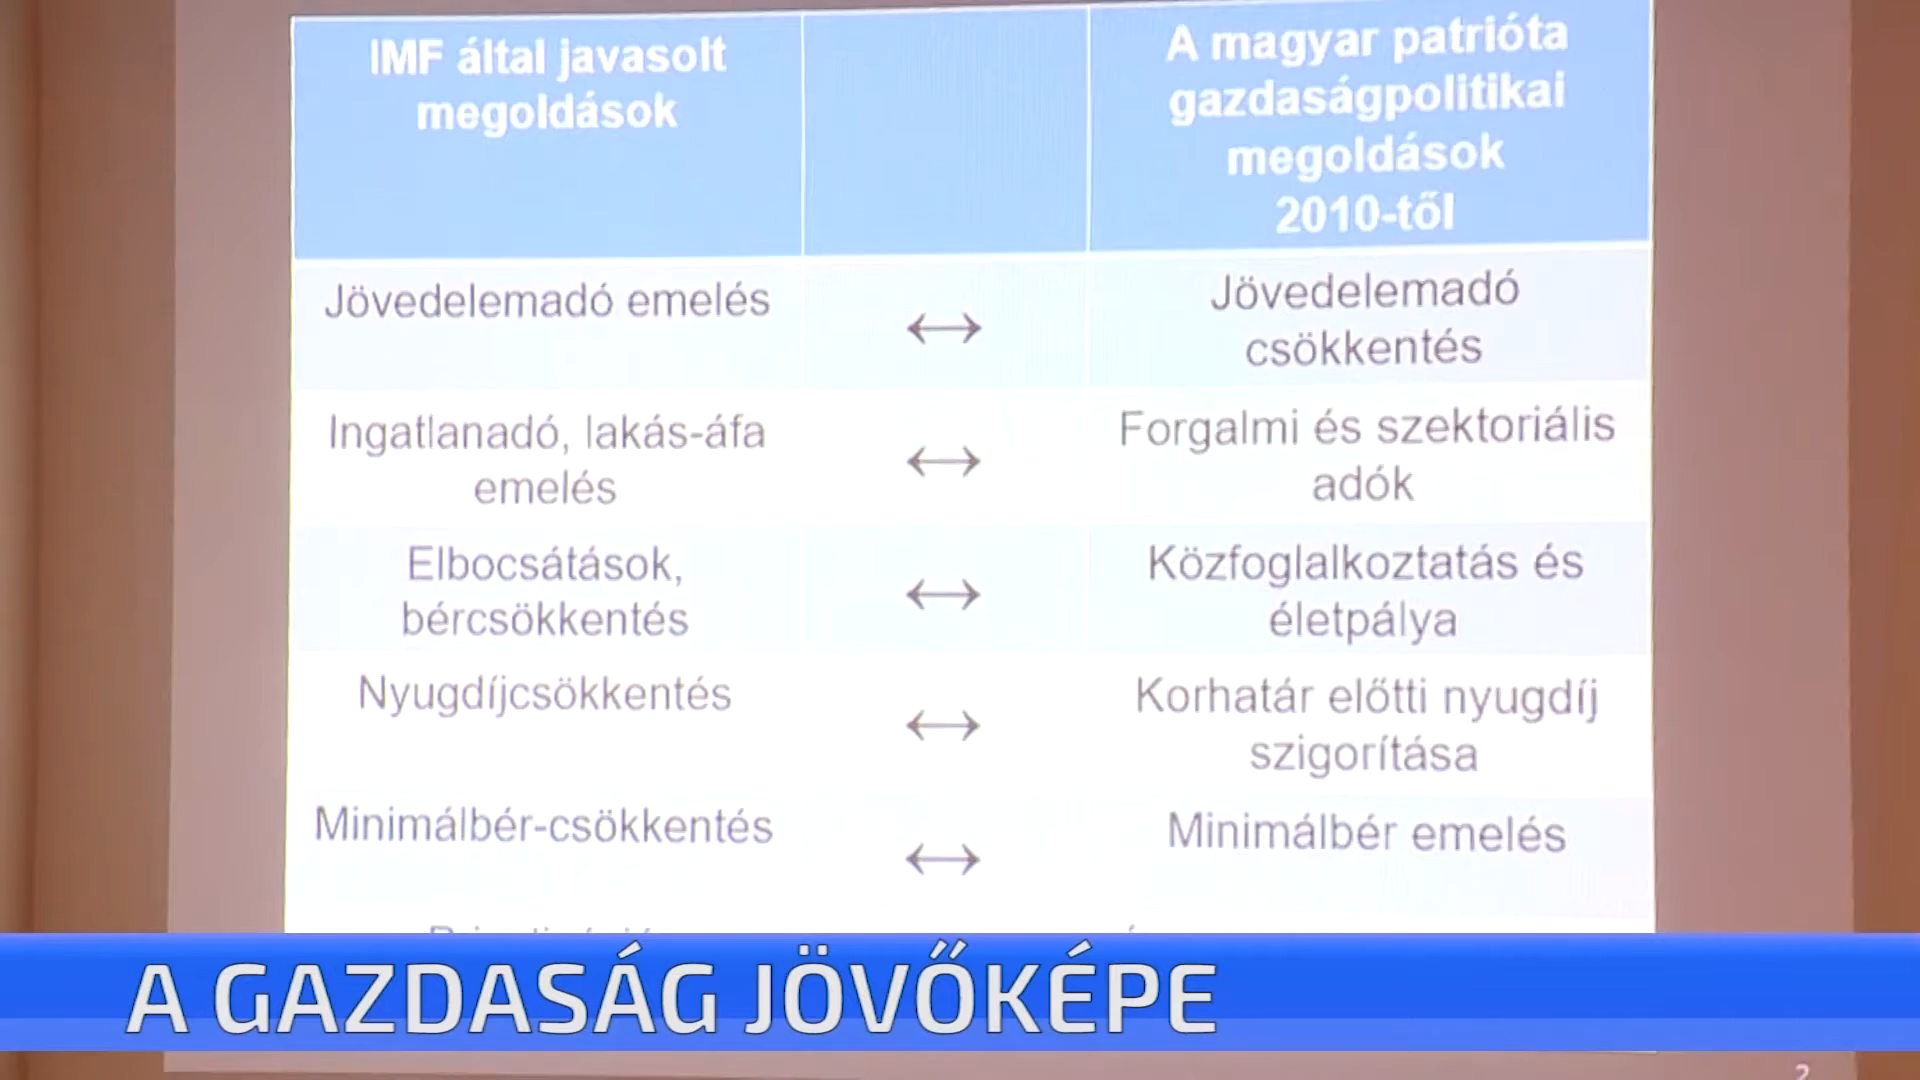 IMF által javasolt
megoldások
A magyar patrióta
gazdaságpolitikai
megoldások
2010-től
Jövedelemadó emelés
↔
Jövedelemadó
csökkentés
Ingatlanadó, lakás-áfa
emelés
↔
Forgalmi és szektoriális
adók
Elbocsátások,
bércsökkentés
↔
Közfoglalkoztatás és
életpálya
Nyugdíjcsökkentés
↔
Korhatár előtti nyugdíj
szigorítása
Minimálbér-csökkentés
↔
Minimálbér emelés
A GAZDASÁG JÖVŐKÉPE
2